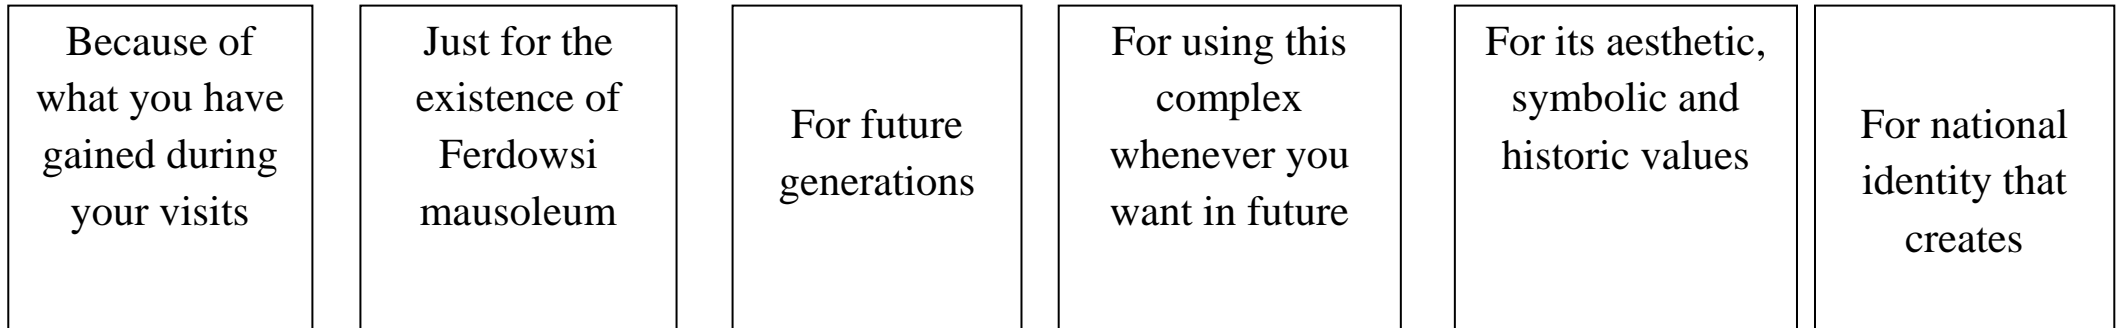 Because of
what you have
gained during
your visits
Just for the
existence of
Ferdowsi
mausoleum
For future
generations
For using this
complex
whenever you
want in future
For its aesthetic,
symbolic and
historic values
For national
identity that
creates